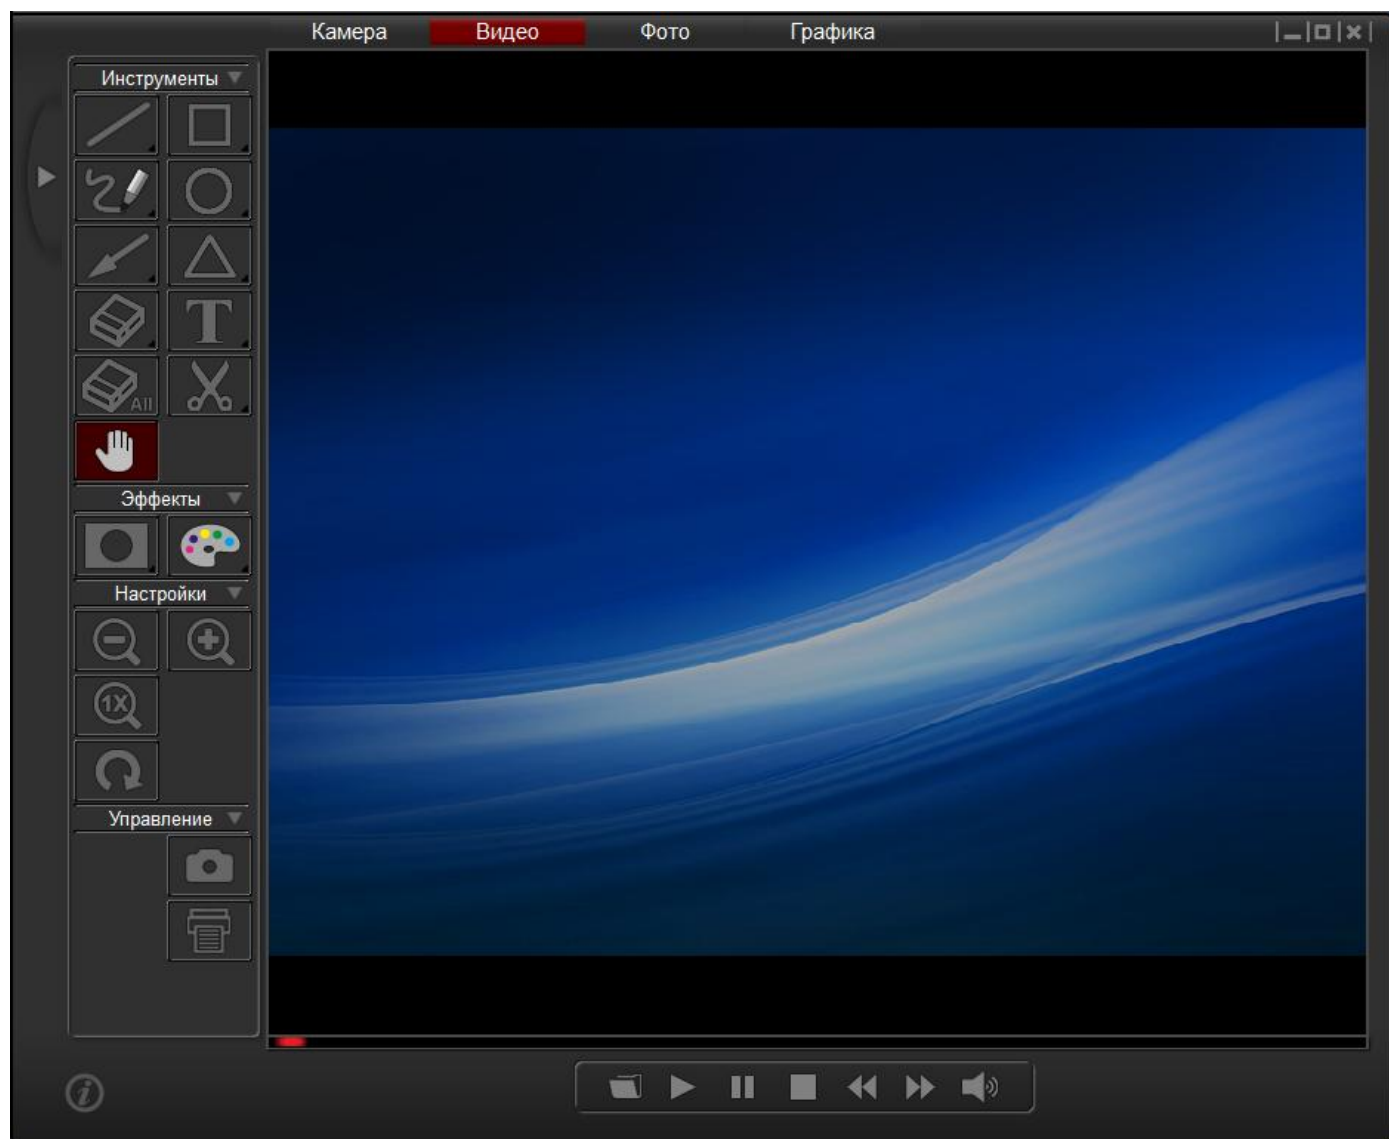 Камера Видео Фото Графика
Инструменты
T
All
Эффекты
Настройки
1X
Управление
i